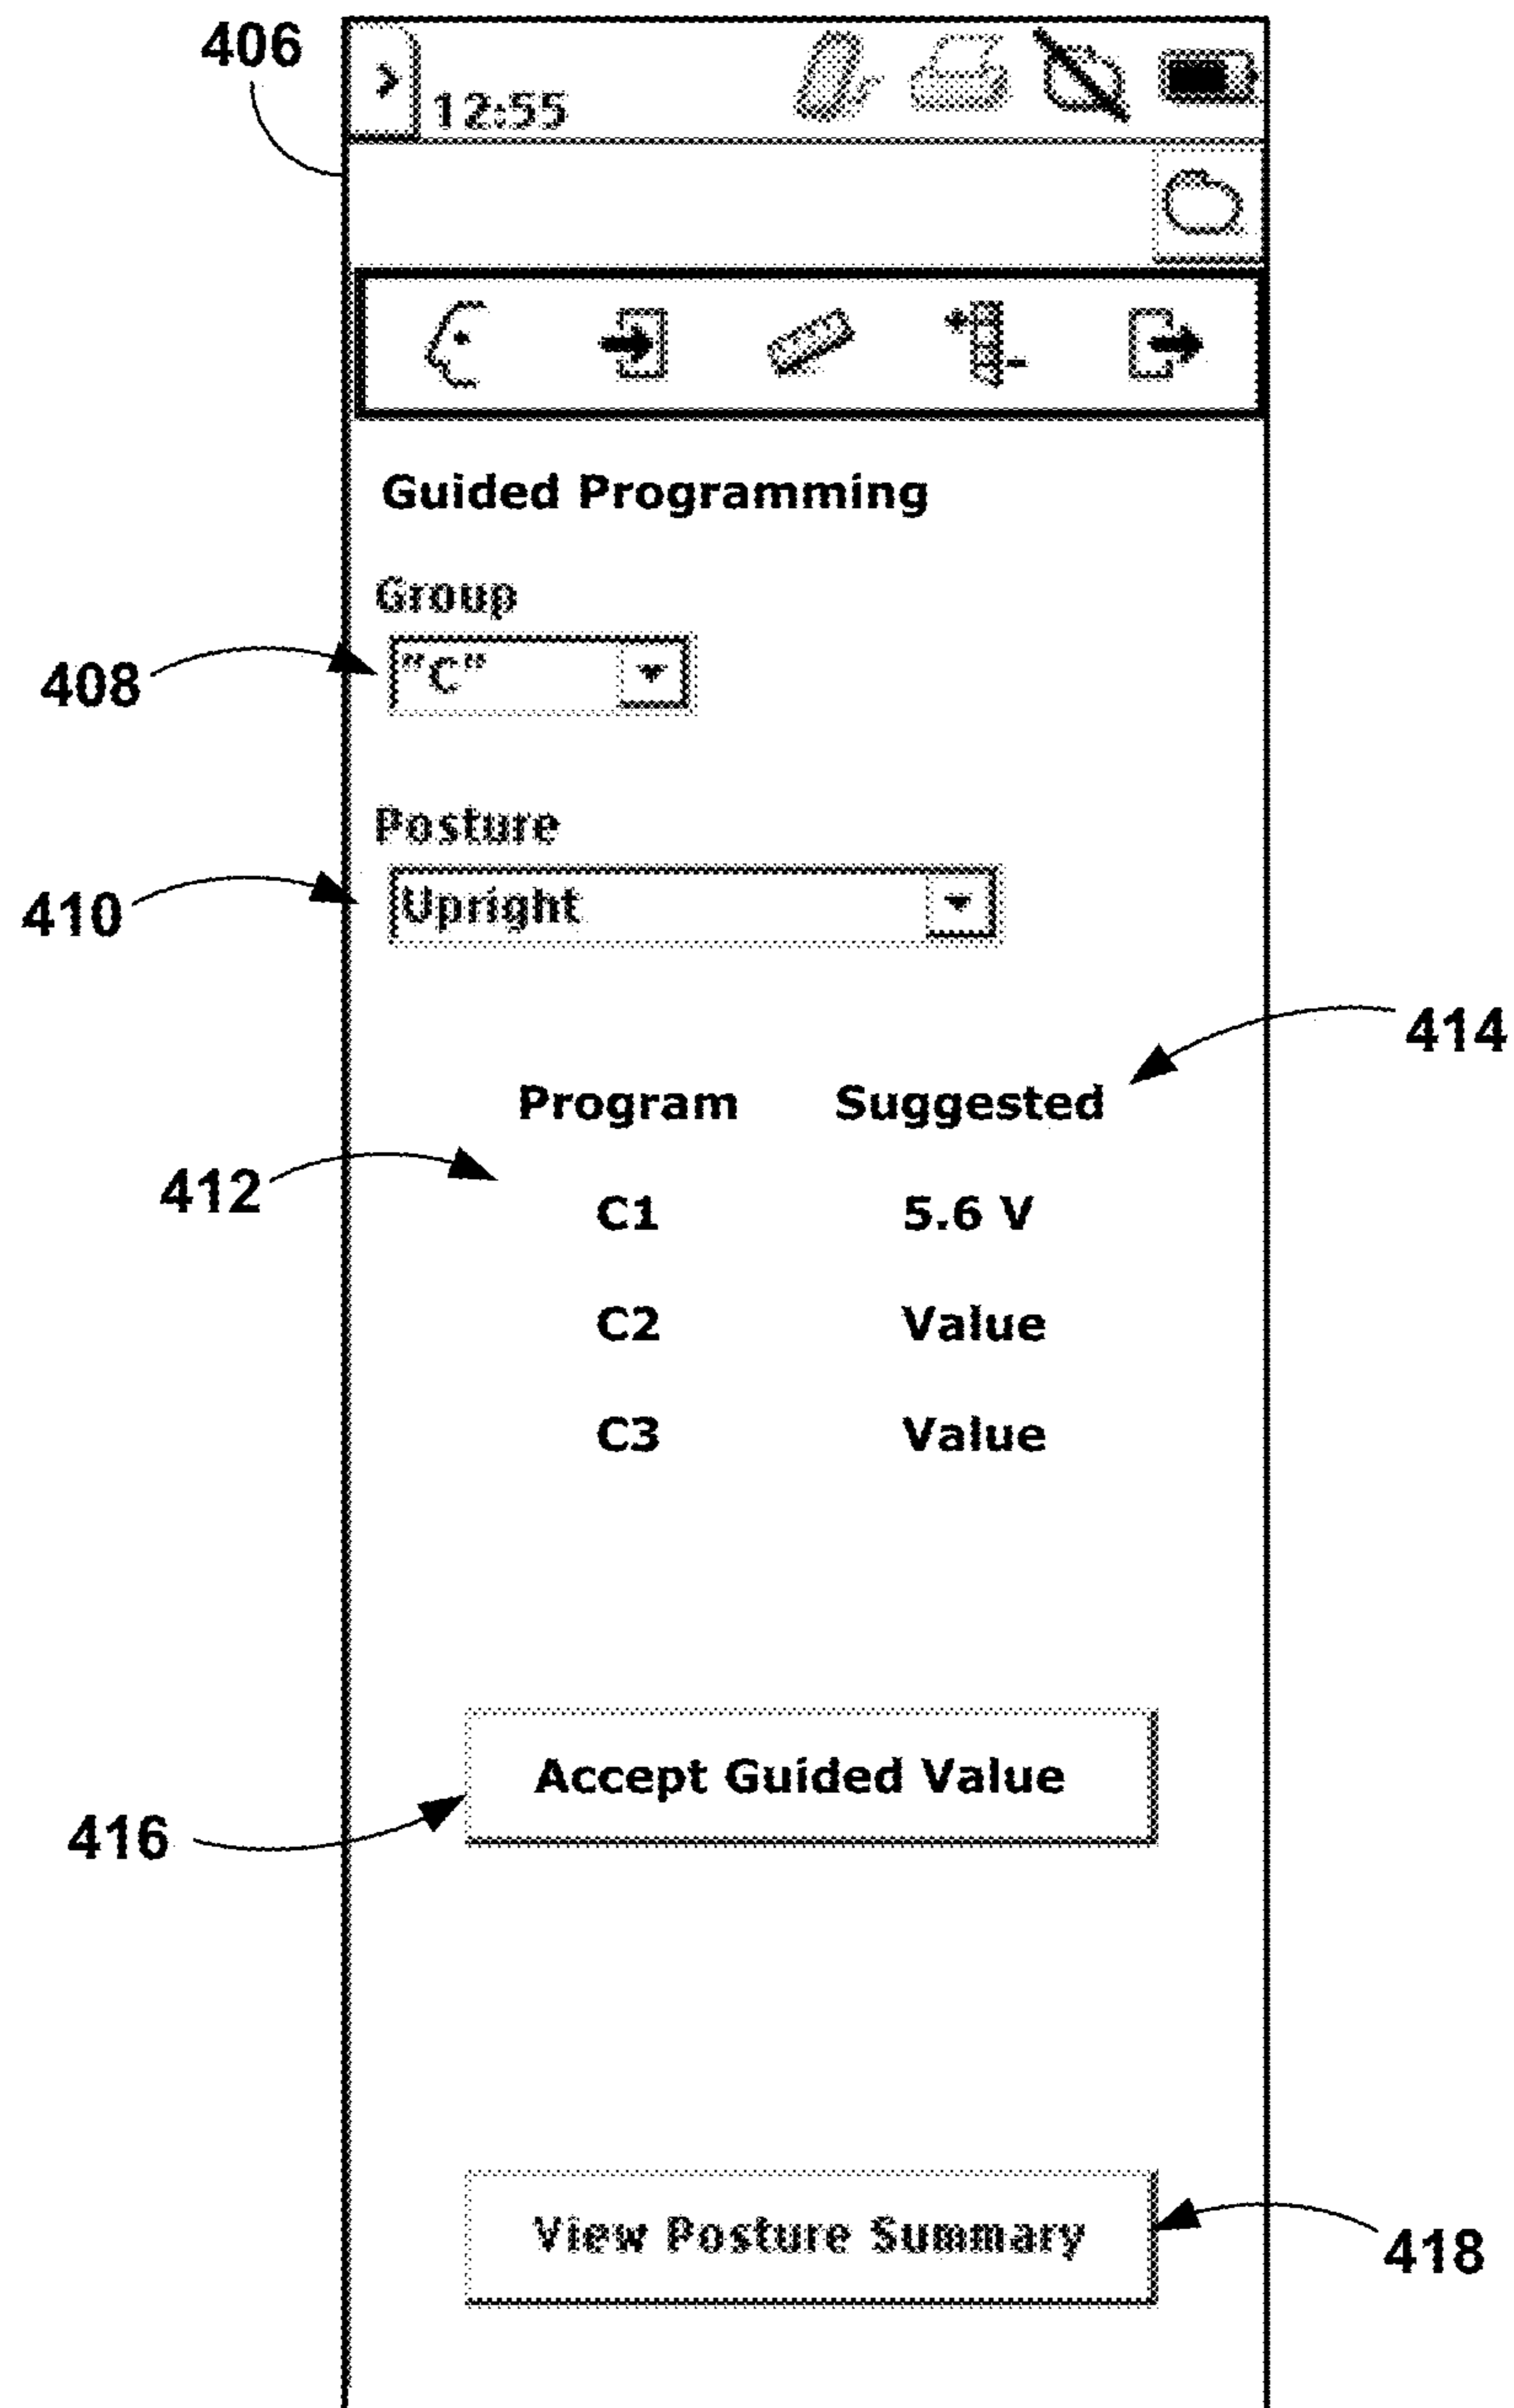 406
12:55
Guided Programming
Group
408
"C"
Posture
410
Upright
414
Program Suggested
412
C1 5.6 V
C2 Value
C3 Value
Accept Guided Value
416
View Posture Summary
418